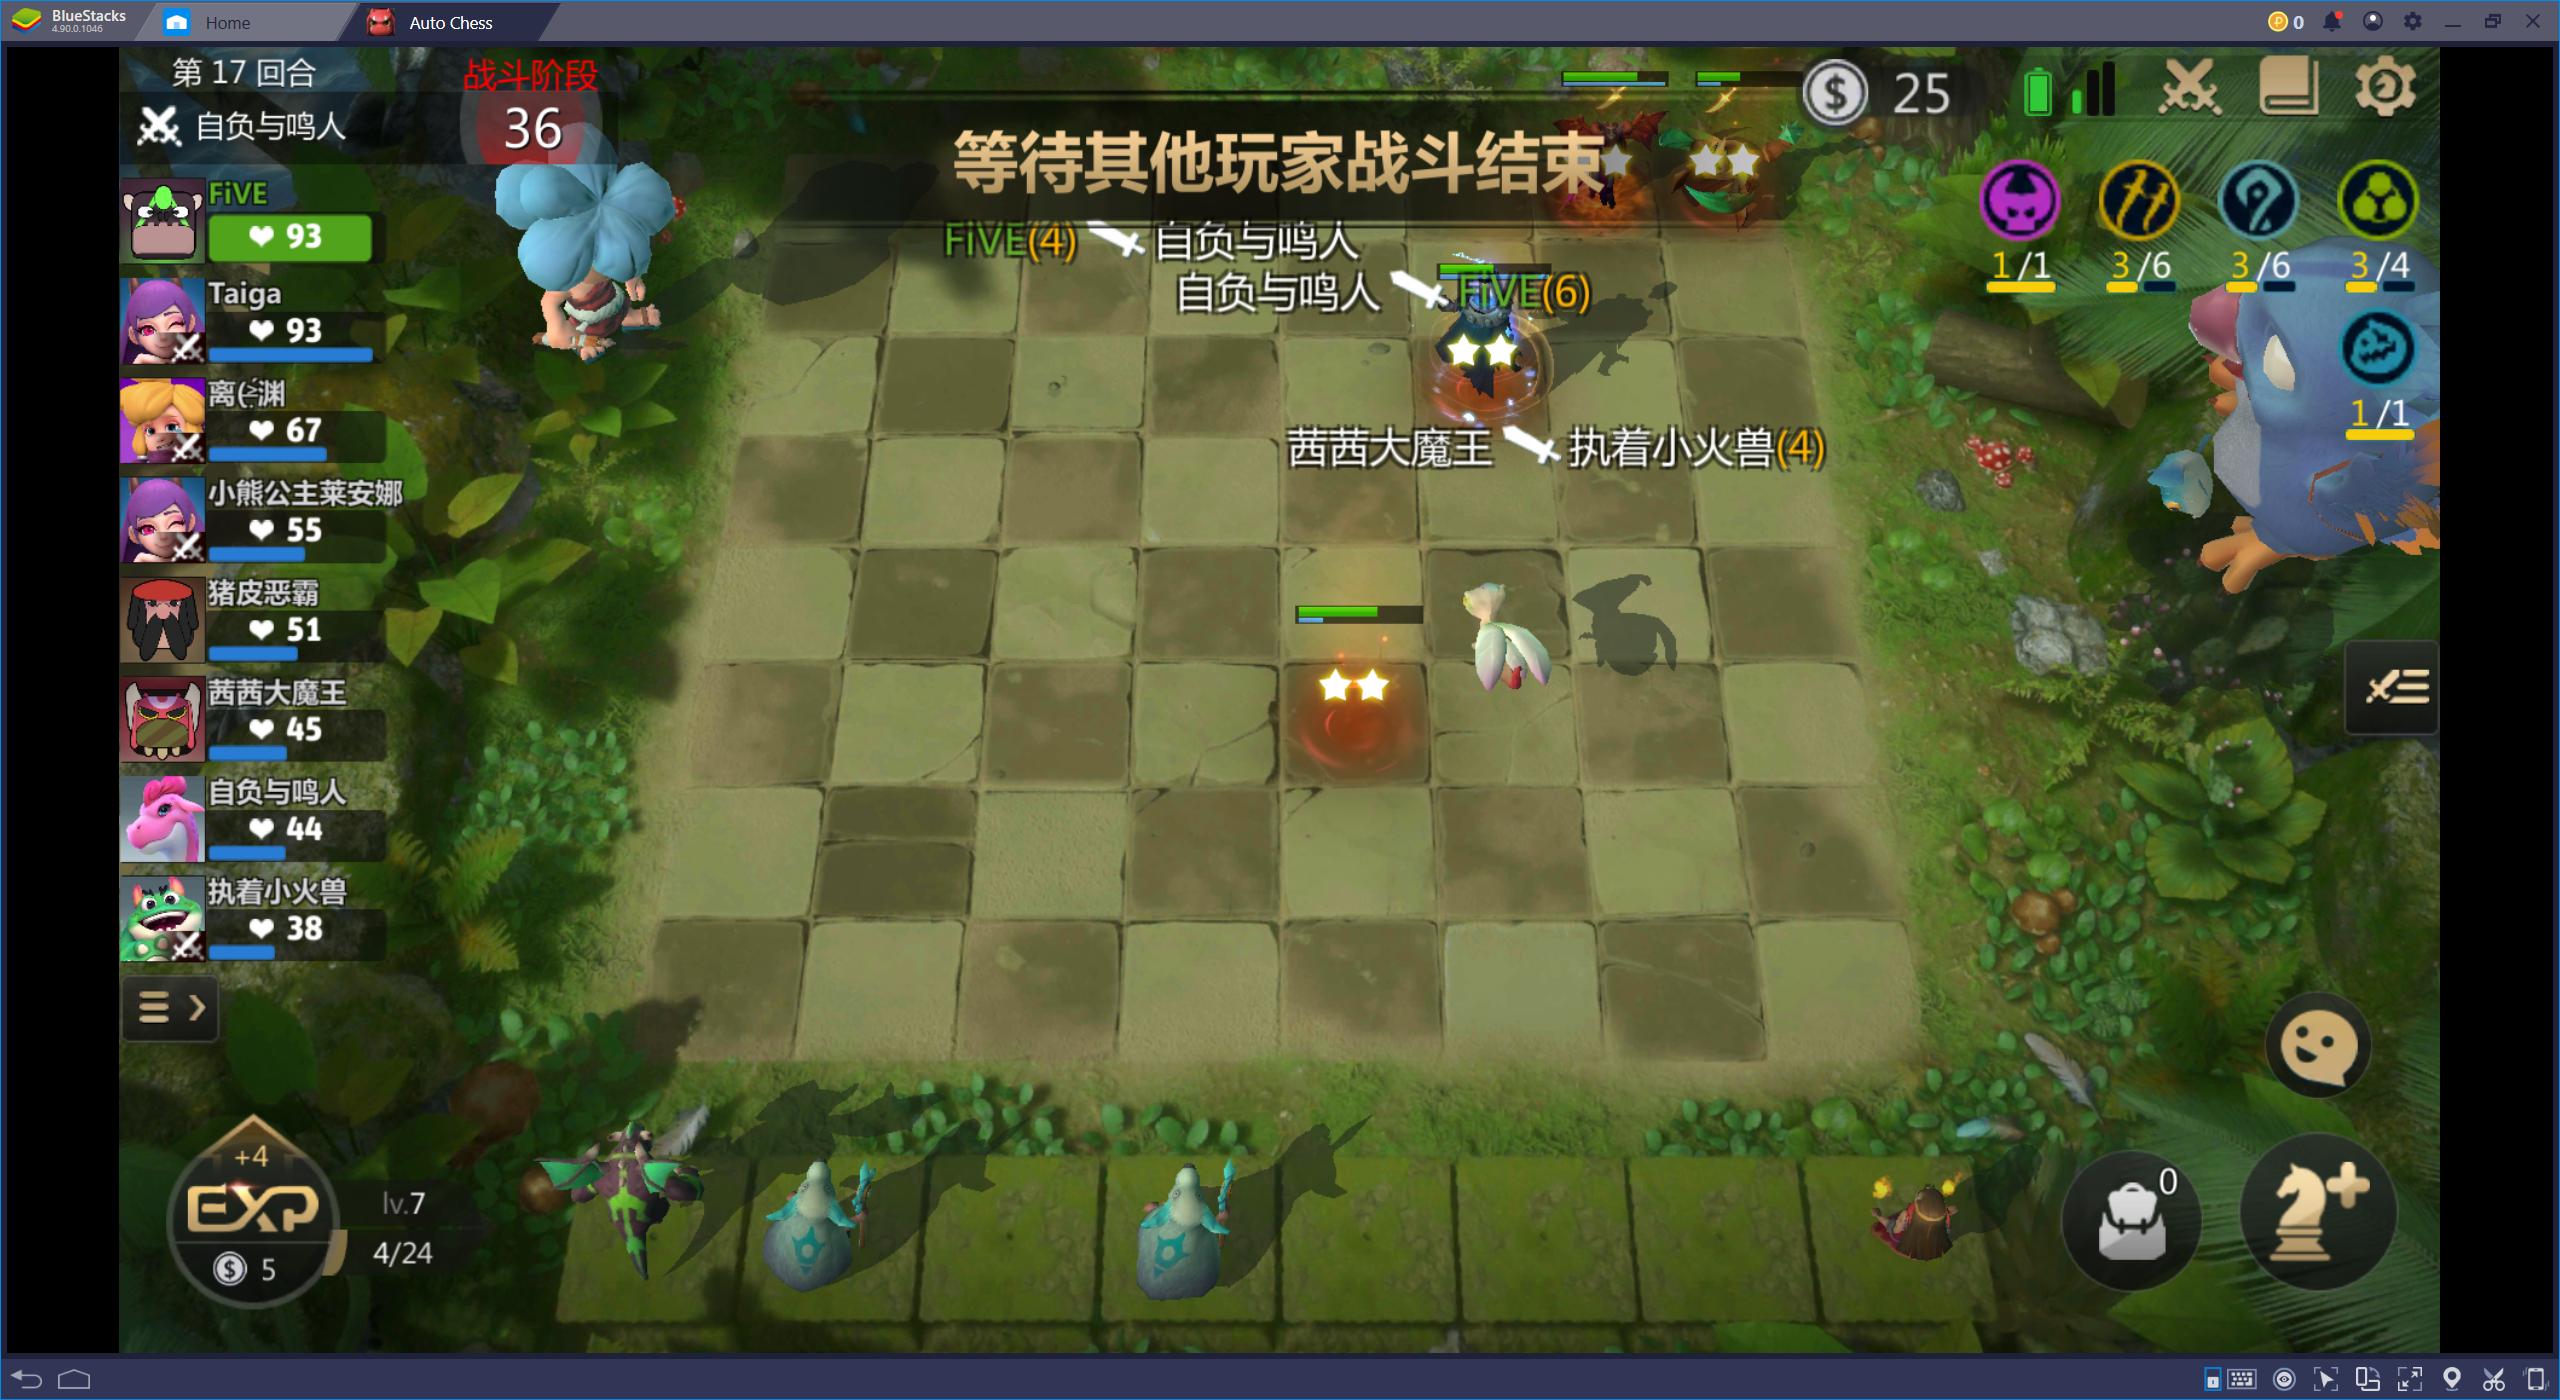 BlueStacks
4.90.0.1046
Home
Auto Chess
0
第 17 回合
战斗阶段
自负与鸣人
36
25
等待其他玩家战斗结束
FiVE(4) 自负与鸣人
自负与鸣人 FiVE(6)
茜茜大魔王 执着小火兽(4)
1/1
3/6
3/6
3/4
1/1
FiVE
93
Taiga
93
67
小熊公主莱安娜
55
猪皮恶霸
51
茜茜大魔王
45
自负与鸣人
44
执着小火兽
38
+4
EXP
5
lv.7
4/24
0